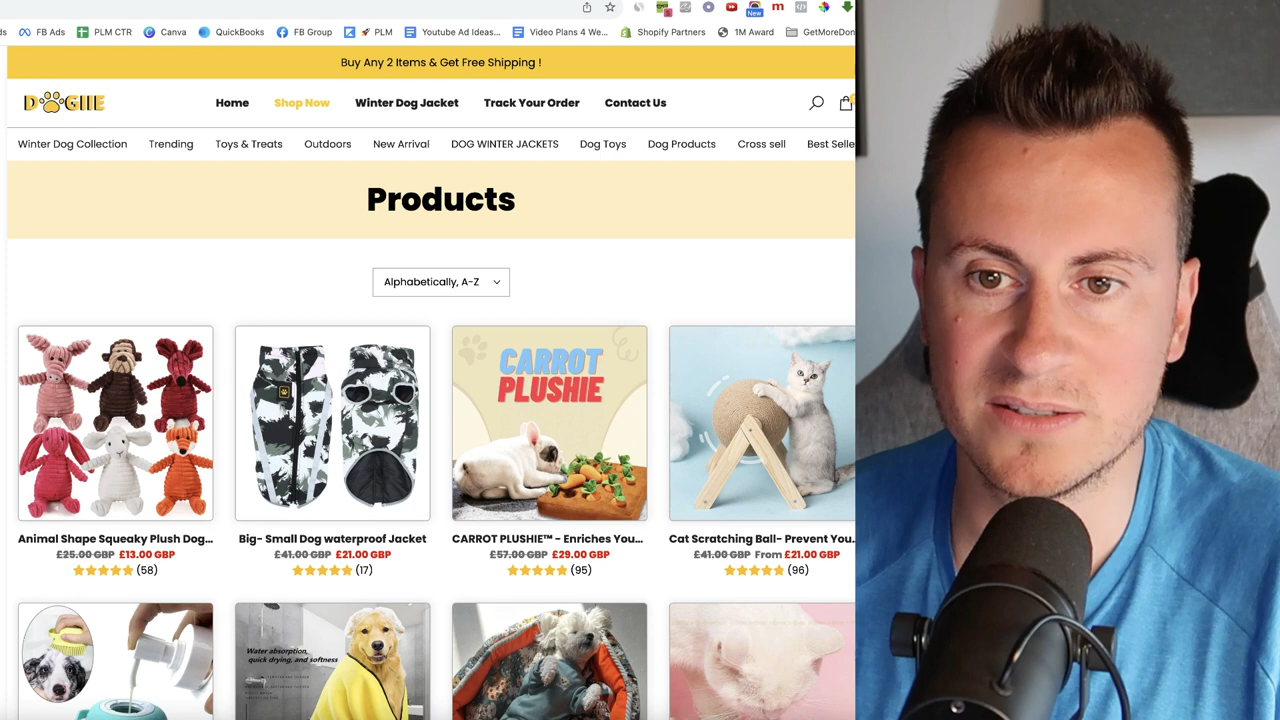 ds FB Ads PLM CTR Canva QuickBooks FB Group 🚀 PLM Youtube Ad Ideas... Video Plans 4 We... Shopify Partners 1M Award GetMoreDon
New
Buy Any 2 Items & Get Free Shipping !
DOGIIE
Home Shop Now Winter Dog Jacket Track Your Order Contact Us
Winter Dog Collection Trending Toys & Treats Outdoors New Arrival DOG WINTER JACKETS Dog Toys Dog Products Cross sell Best Selle
Products
Alphabetically, A-Z
CARROT
PLUSHIE
Animal Shape Squeaky Plush Dog... Big- Small Dog waterproof Jacket CARROT PLUSHIE™ - Enriches You... Cat Scratching Ball- Prevent You.
£25.00 GBP £13.00 GBP £41.00 GBP £21.00 GBP £57.00 GBP £29.00 GBP £41.00 GBP From £21.00 GBP
(58) (17) (95) (96)
Water absorption,
quick drying, and softness